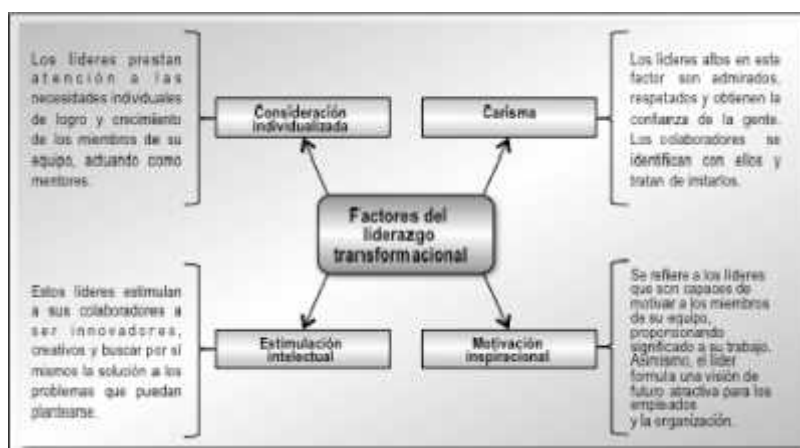 Los líderes prestan
atención a las
necesidades individuales
de logro y crecimiento
de los miembros de su
equipo, actuando como
mentores.
Consideración
individualizada
Carisma
Los líderes altos en este
factor son admirados,
respetados y obtienen la
confianza de la gente.
Los colaboradores se
identifican con ellos y
tratan de imitarlos.
Factores del
liderazgo
transformacional
Estos líderes estimulan
a sus colaboradores a
ser innovadores,
creativos y buscar por sí
mismos la solución a los
problemas que puedan
plantearse.
Estimulación
intelectual
Motivación
inspiracional
Se refiere a los líderes
que son capaces de
motivar a los miembros
de su equipo,
proporsionando
significado a su trabajo.
Asimismo, el líder
formula una visión de
futuro atractiva para los
empleados
y la organización.